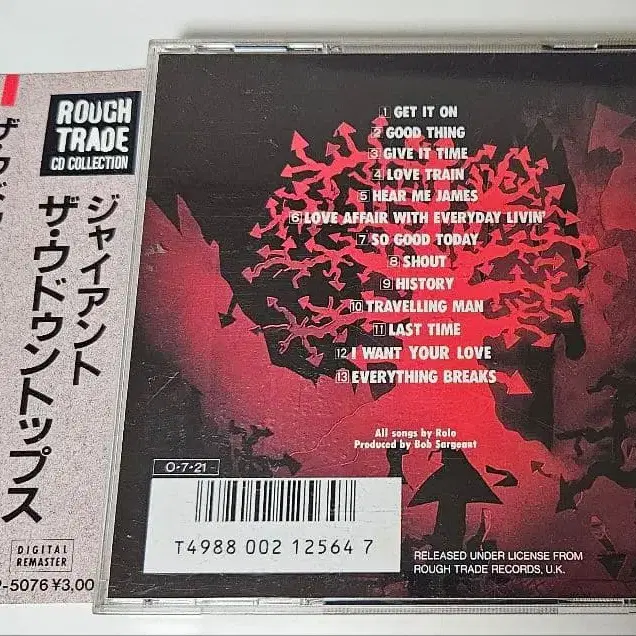 ROUGH
TRADE
CD COLLECTION
ジャイアント
ザ・ウドゥントップス
DIGITAL
REMASTER
-5076 ¥3,00
1 GET IT ON
2 GOOD THING
3 GIVE IT TIME
4 LOVE TRAIN
5 HEAR ME JAMES
6 LOVE AFFAIR WITH EVERYDAY LIVIN'
7 SO GOOD TODAY
8 SHOUT
9 HISTORY
10 TRAVELLING MAN
11 LAST TIME
12 I WANT YOUR LOVE
13 EVERYTHING BREAKS
All songs by Rolo
Produced by Bob Sargeant
O-7-21-
T4988 002 12564 7
RELEASED UNDER LICENSE FROM
ROUGH TRADE RECORDS, U.K.